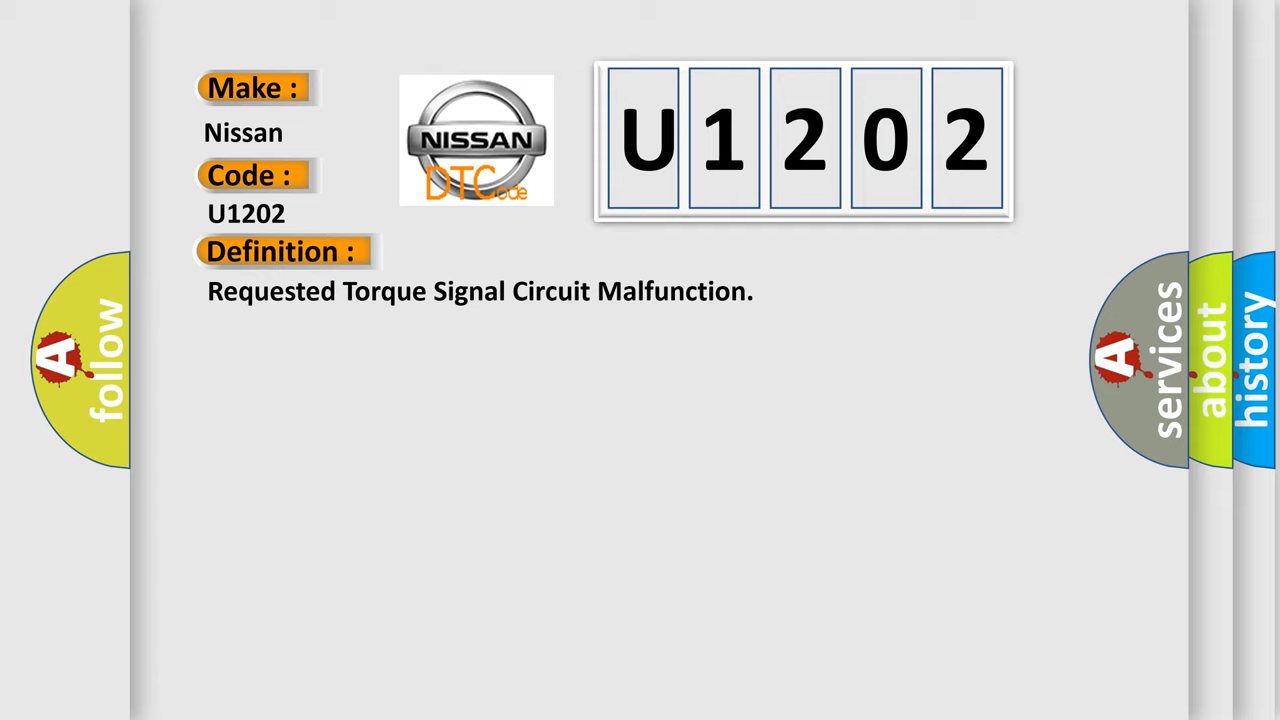 Make :
Nissan
Code :
U1202
Definition :
Requested Torque Signal Circuit Malfunction.
NISSAN
DTCode
U1202
A follow
A services
about
history